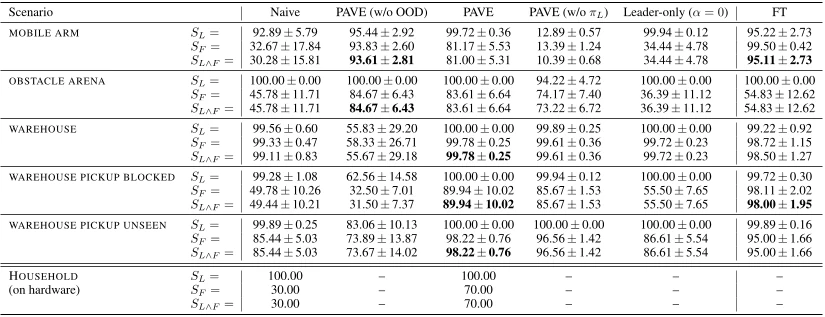 Scenario Naive PAVE (w/o OOD) PAVE PAVE (w/o π_L) Leader-only (α = 0) FT
MOBILE ARM S_L = 92.89 ± 5.79 95.44 ± 2.92 99.72 ± 0.36 12.89 ± 0.57 99.94 ± 0.12 95.22 ± 2.73
S_F = 32.67 ± 17.84 93.83 ± 2.60 81.17 ± 5.53 13.39 ± 1.24 34.44 ± 4.78 99.50 ± 0.42
S_L∧F = 30.28 ± 15.81 93.61 ± 2.81 81.00 ± 5.31 10.39 ± 0.68 34.44 ± 4.78 95.11 ± 2.73
OBSTACLE ARENA S_L = 100.00 ± 0.00 100.00 ± 0.00 100.00 ± 0.00 94.22 ± 4.72 100.00 ± 0.00 100.00 ± 0.00
S_F = 45.78 ± 11.71 84.67 ± 6.43 83.61 ± 6.64 74.17 ± 7.40 36.39 ± 11.12 54.83 ± 12.62
S_L∧F = 45.78 ± 11.71 84.67 ± 6.43 83.61 ± 6.64 73.22 ± 6.72 36.39 ± 11.12 54.83 ± 12.62
WAREHOUSE S_L = 99.56 ± 0.60 55.83 ± 29.20 100.00 ± 0.00 99.89 ± 0.25 100.00 ± 0.00 99.22 ± 0.92
S_F = 99.33 ± 0.47 58.33 ± 26.71 99.78 ± 0.25 99.61 ± 0.36 99.72 ± 0.23 98.72 ± 1.15
S_L∧F = 99.11 ± 0.83 55.67 ± 29.18 99.78 ± 0.25 99.61 ± 0.36 99.72 ± 0.23 98.50 ± 1.27
WAREHOUSE PICKUP BLOCKED S_L = 99.28 ± 1.08 62.56 ± 14.58 100.00 ± 0.00 99.94 ± 0.12 100.00 ± 0.00 99.72 ± 0.30
S_F = 49.78 ± 10.26 32.50 ± 7.01 89.94 ± 10.02 85.67 ± 1.53 55.50 ± 7.65 98.11 ± 2.02
S_L∧F = 49.44 ± 10.21 31.50 ± 7.37 89.94 ± 10.02 85.67 ± 1.53 55.50 ± 7.65 98.00 ± 1.95
WAREHOUSE PICKUP UNSEEN S_L = 99.89 ± 0.25 83.06 ± 10.13 100.00 ± 0.00 100.00 ± 0.00 100.00 ± 0.00 99.89 ± 0.16
S_F = 85.44 ± 5.03 73.89 ± 13.87 98.22 ± 0.76 96.56 ± 1.42 86.61 ± 5.54 95.00 ± 1.66
S_L∧F = 85.44 ± 5.03 73.67 ± 14.02 98.22 ± 0.76 96.56 ± 1.42 86.61 ± 5.54 95.00 ± 1.66
HOUSEHOLD S_L = 100.00 – 100.00 – – –
(on hardware) S_F = 30.00 – 70.00 – – –
S_L∧F = 30.00 – 70.00 – – –